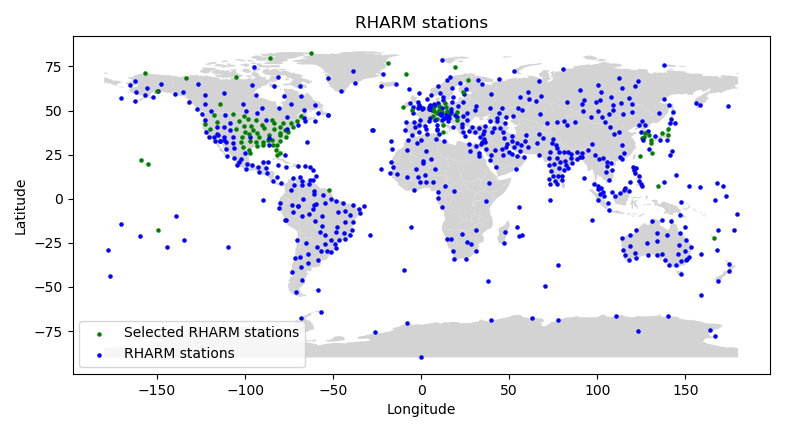 RHARM stations
Latitude
75
50
25
0
−25
−50
−75
Selected RHARM stations
RHARM stations
−150 −100 −50 0 50 100 150
Longitude